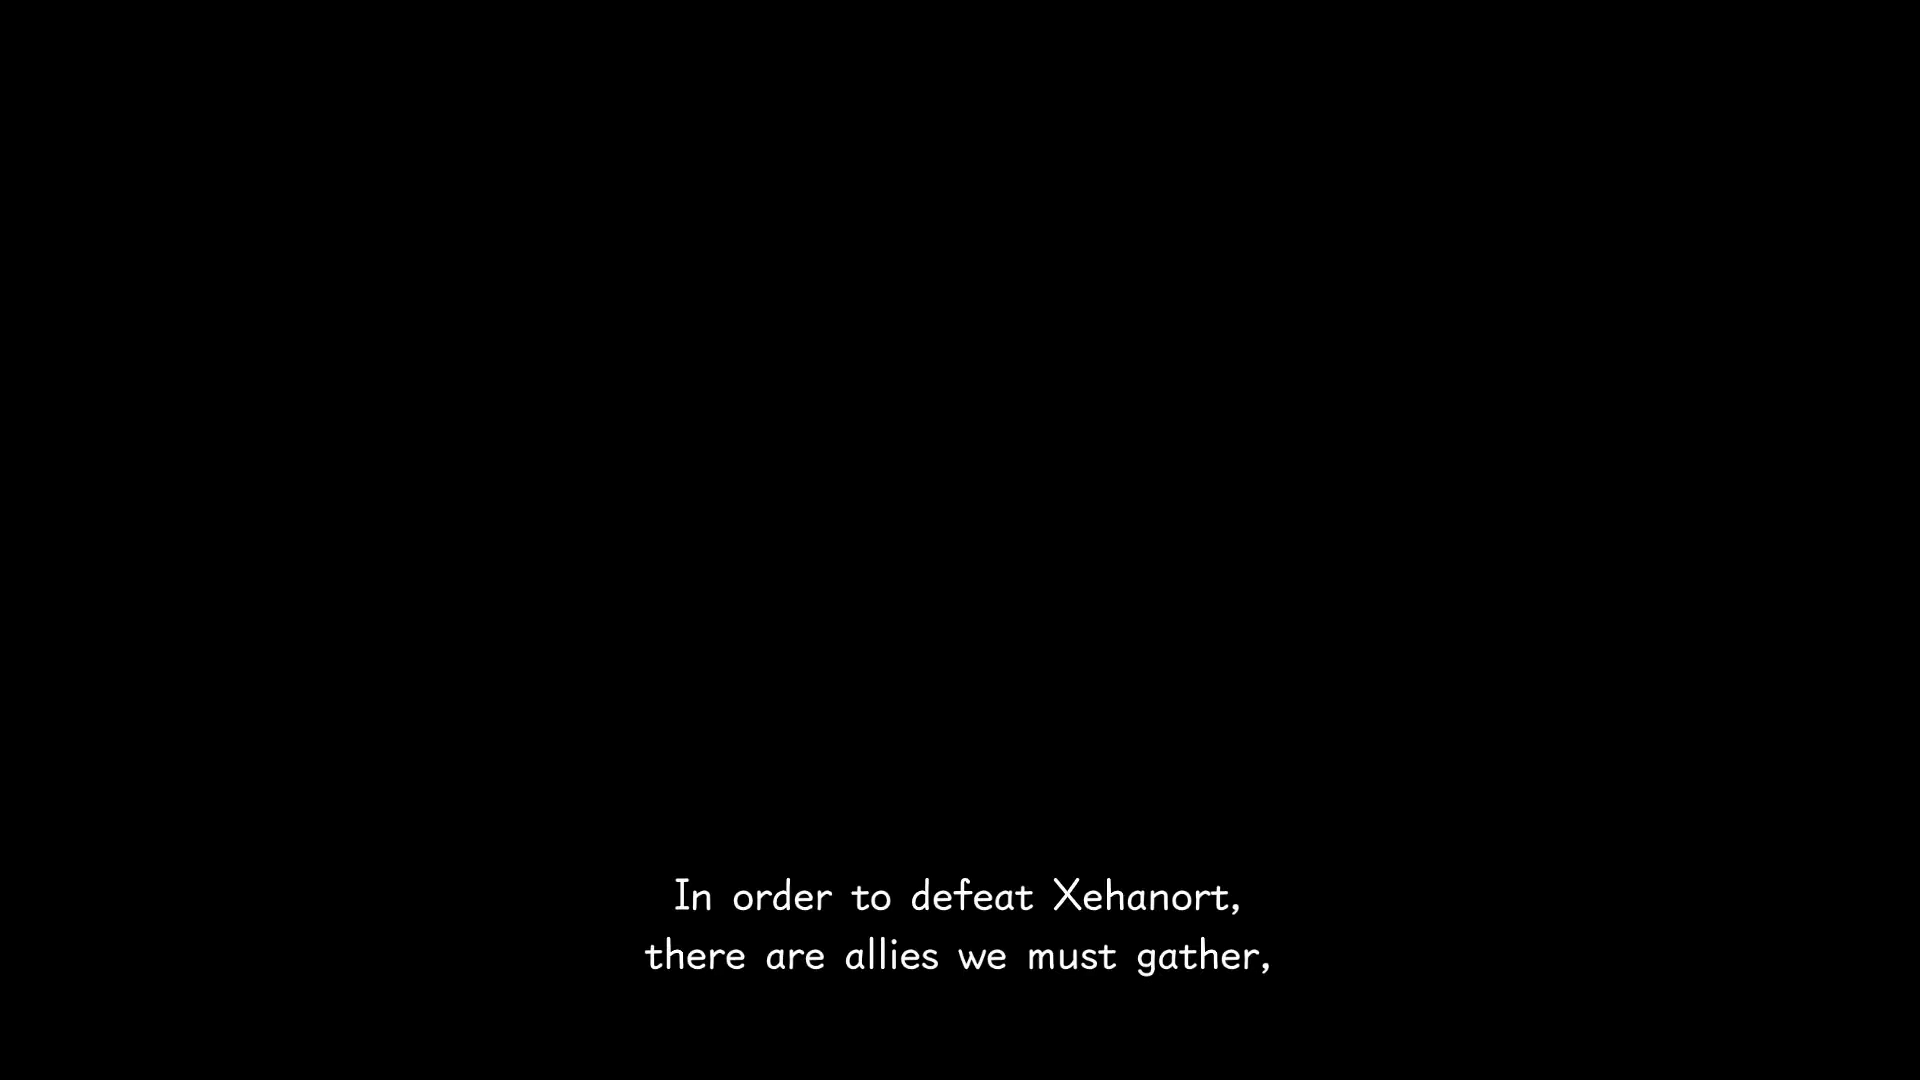 In order to defeat Xehanort,
there are allies we must gather,